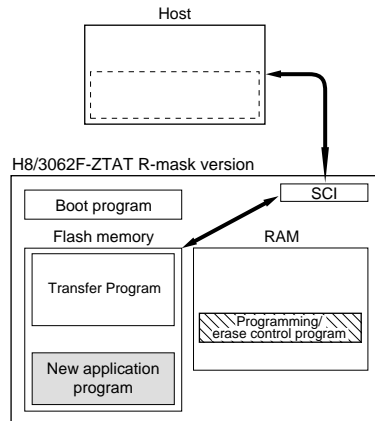 Host
H8/3062F-ZTAT R-mask version
SCI
Boot program
Flash memory
RAM
Transfer Program
Programming/
erase control program
New application
program